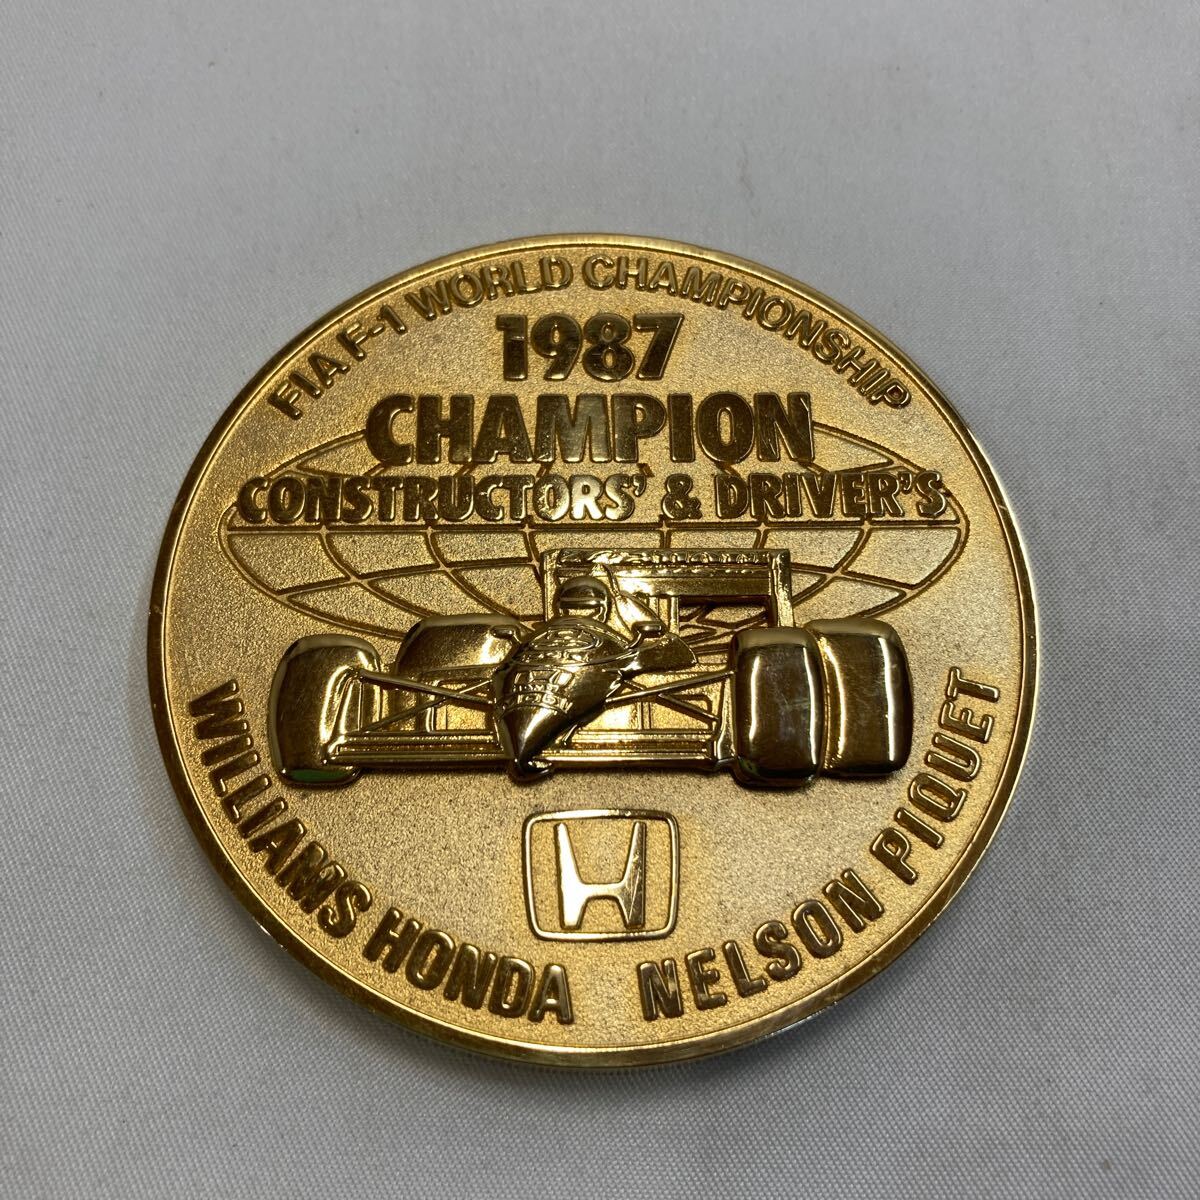 FIA F-1 WORLD CHAMPIONSHIP
1987
CHAMPION
CONSTRUCTORS' & DRIVER'S
WILLIAMS HONDA NELSON PIQUET